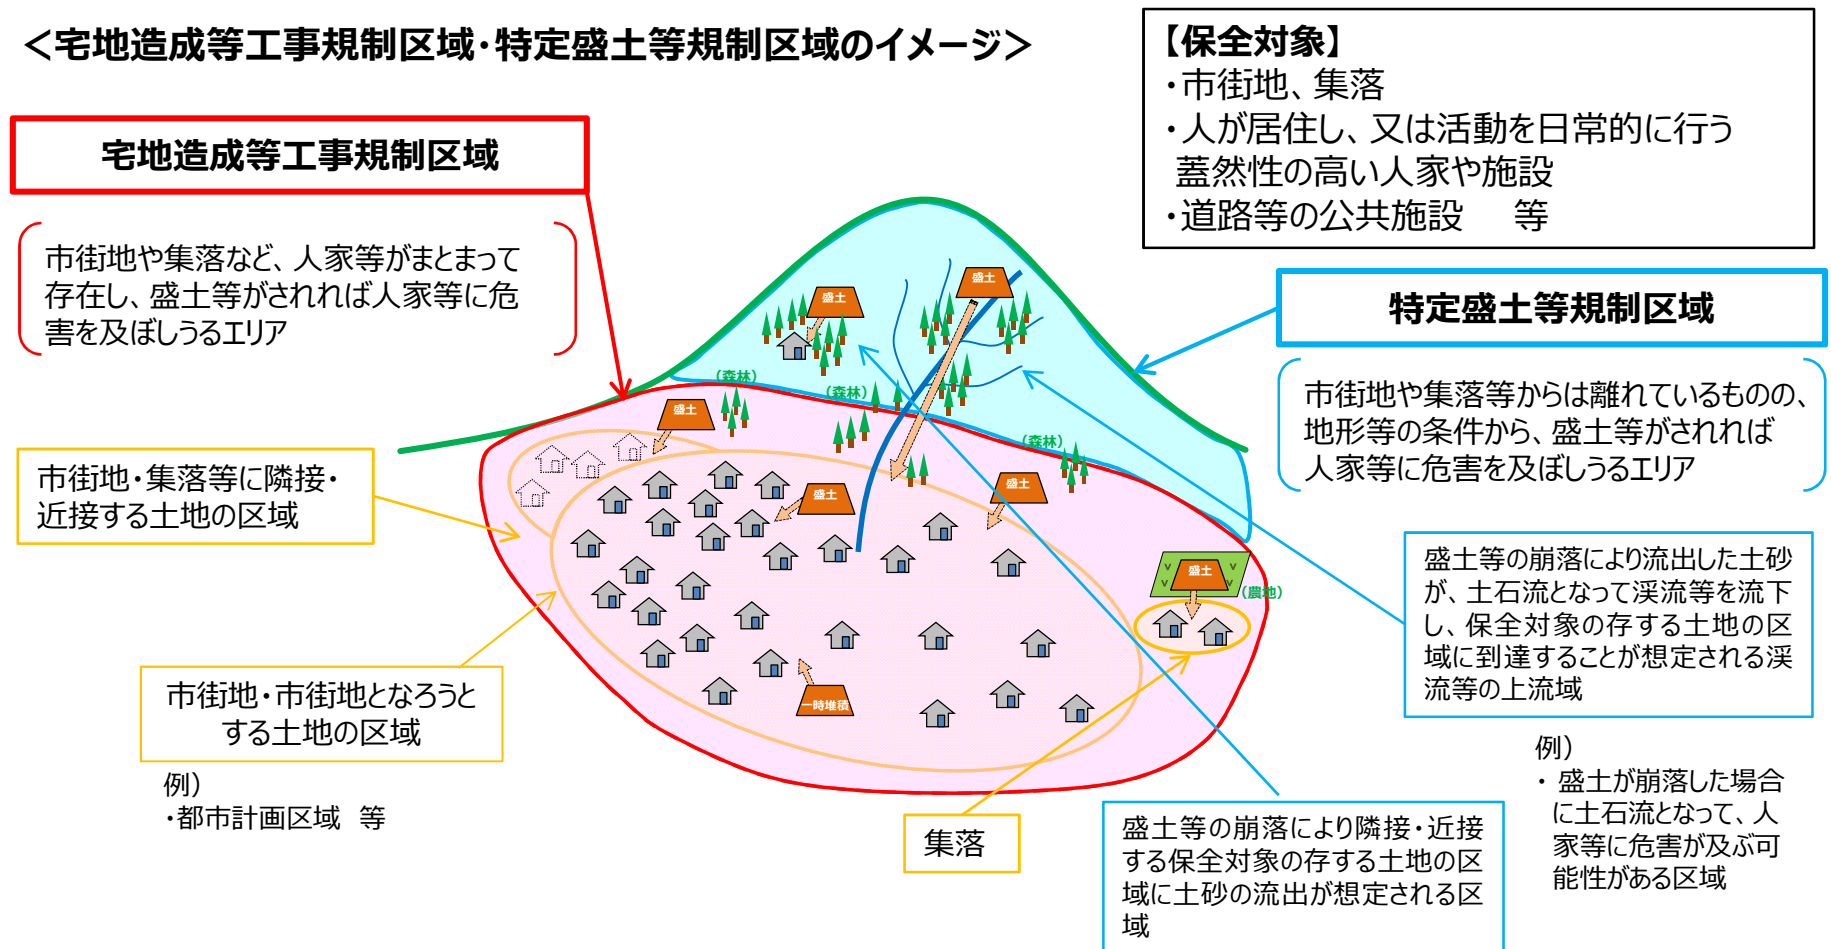 ＜宅地造成等工事規制区域・特定盛土等規制区域のイメージ＞
【保全対象】
・市街地、集落
・人が居住し、又は活動を日常的に行う
蓋然性の高い人家や施設
・道路等の公共施設　等
宅地造成等工事規制区域
市街地や集落など、人家等がまとまって
存在し、盛土等がされれば人家等に危
害を及ぼしうるエリア
特定盛土等規制区域
市街地や集落等からは離れているものの、
地形等の条件から、盛土等がされれば
人家等に危害を及ぼしうるエリア
盛土
盛土
（森林）
（森林）
盛土
（森林）
盛土
盛土
盛土
（農地）
一時堆積
市街地・集落等に隣接・
近接する土地の区域
市街地・市街地となろうと
する土地の区域
例）
・都市計画区域　等
集落
盛土等の崩落により隣接・近接
する保全対象の存する土地の区
域に土砂の流出が想定される区
域
盛土等の崩落により流出した土砂
が、土石流となって渓流等を流下
し、保全対象の存する土地の区
域に到達することが想定される渓
流等の上流域
例）
・ 盛土が崩落した場合
に土石流となって、人
家等に危害が及ぶ可
能性がある区域